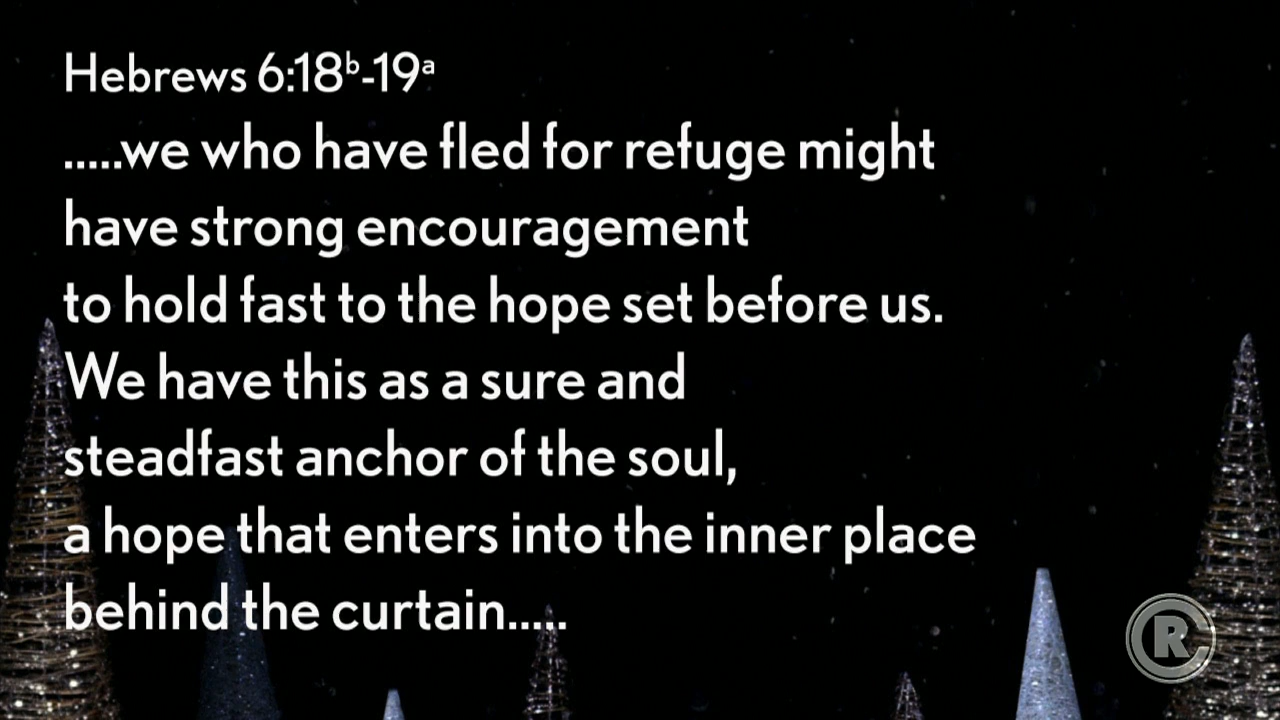 Hebrews 6:18ᵇ-19ᵃ
.....we who have fled for refuge might
have strong encouragement
to hold fast to the hope set before us.
We have this as a sure and
steadfast anchor of the soul,
a hope that enters into the inner place
behind the curtain.....
CR